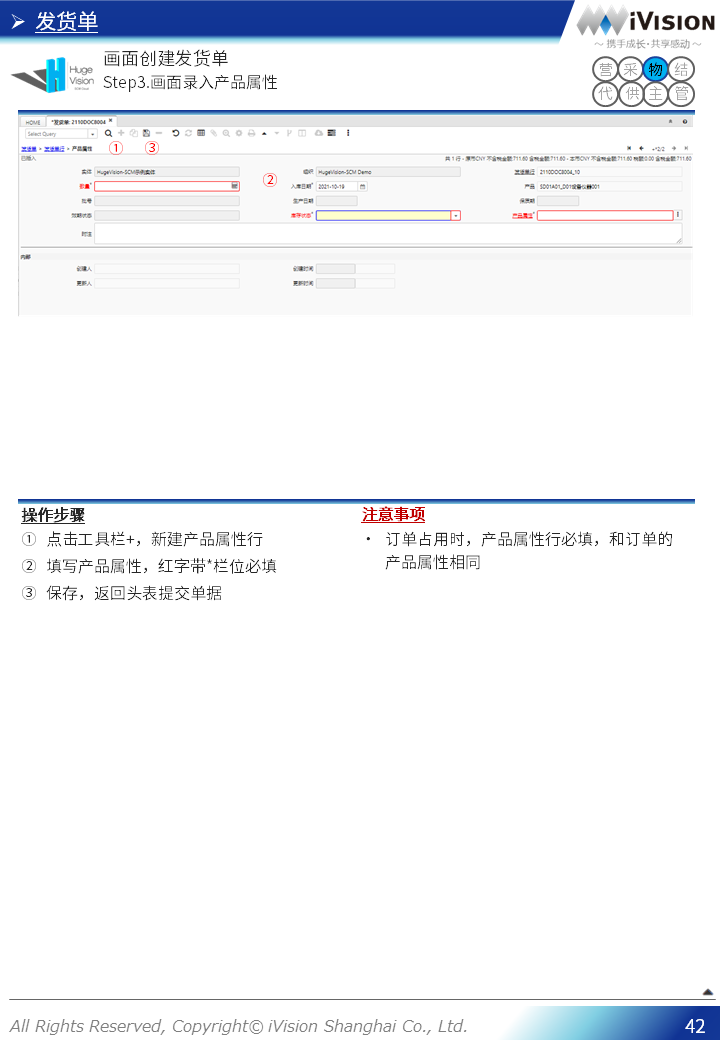 发货单
iVISION
～ 携手成长·共享感动 ～
Huge Vision
画面创建发货单
Step3.画面录入产品属性
营 采 物 结
代 供 主 管
HOME *发货单: 2110DOC8004
Select Query
① ③
发送单 > 发送单行 > 产品属性
已插入 共 1 行 - 原币CNY 不含税金额:711.60 含税金额:711.60 - 本币CNY 不含税金额:711.60 税额:0.00 含税金额:711.60
实体 HugeVision-SCM示例实体 ② 组织 HugeVision-SCM Demo 发送单行 2110DOC8004_10
数量* 入库日期* 2021-10-19 产品 SD01A01_D01设备仪器001
批号 生产日期 保质期
效期状态 库存状态* 产品属性*
附注
内部
创建人 创建时间
更新人 更新时间
操作步骤
① 点击工具栏+，新建产品属性行
② 填写产品属性，红字带*栏位必填
③ 保存，返回头表提交单据
注意事项
· 订单占用时，产品属性行必填，和订单的
产品属性相同
All Rights Reserved, Copyright© iVision Shanghai Co., Ltd.
42